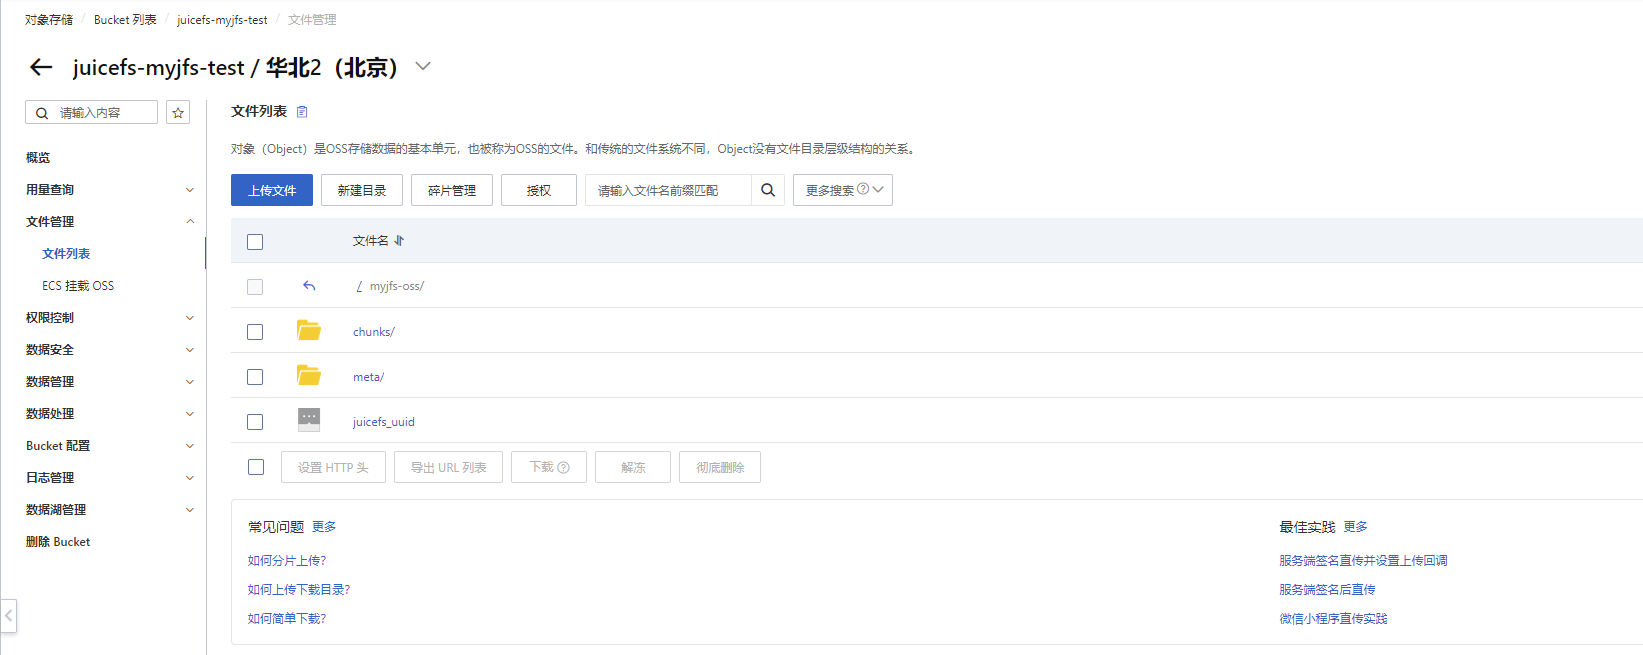 对象存储 / Bucket 列表 / juicefs-myjfs-test / 文件管理
juicefs-myjfs-test / 华北2（北京）
请输入内容
概览
用量查询
文件管理
文件列表
ECS 挂载 OSS
权限控制
数据安全
数据管理
数据处理
Bucket 配置
日志管理
数据湖管理
删除 Bucket
文件列表
对象（Object）是OSS存储数据的基本单元，也被称为OSS的文件。和传统的文件系统不同，Object没有文件目录层级结构的关系。
上传文件 新建目录 碎片管理 授权 请输入文件名前缀匹配 更多搜索
文件名
/ myjfs-oss/
chunks/
meta/
juicefs_uuid
设置 HTTP 头 导出 URL 列表 下载 解冻 彻底删除
常见问题 更多
如何分片上传?
如何上传下载目录?
如何简单下载?
最佳实践 更多
服务端签名直传并设置上传回调
服务端签名后直传
微信小程序直传实践